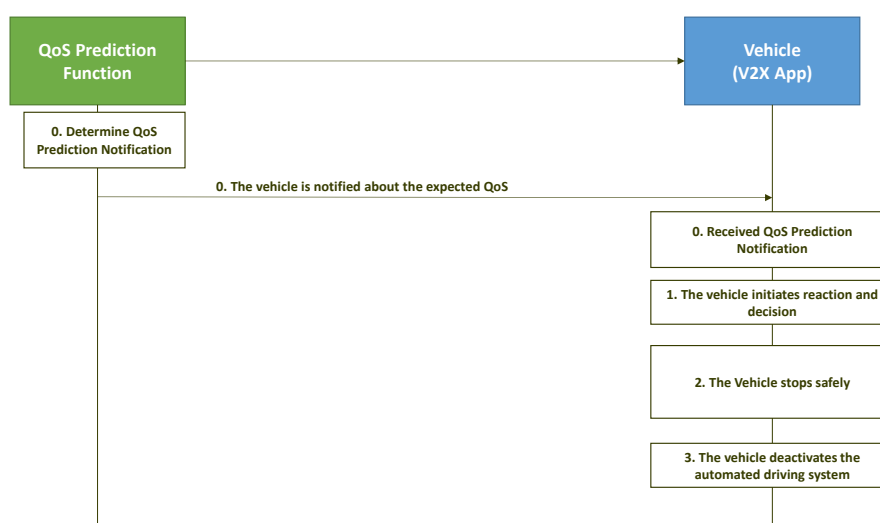 QoS Prediction
Function
Vehicle
(V2X App)
0. Determine QoS
Prediction Notification
0. The vehicle is notified about the expected QoS
0. Received QoS Prediction
Notification
1. The vehicle initiates reaction and
decision
2. The Vehicle stops safely
3. The vehicle deactivates the
automated driving system